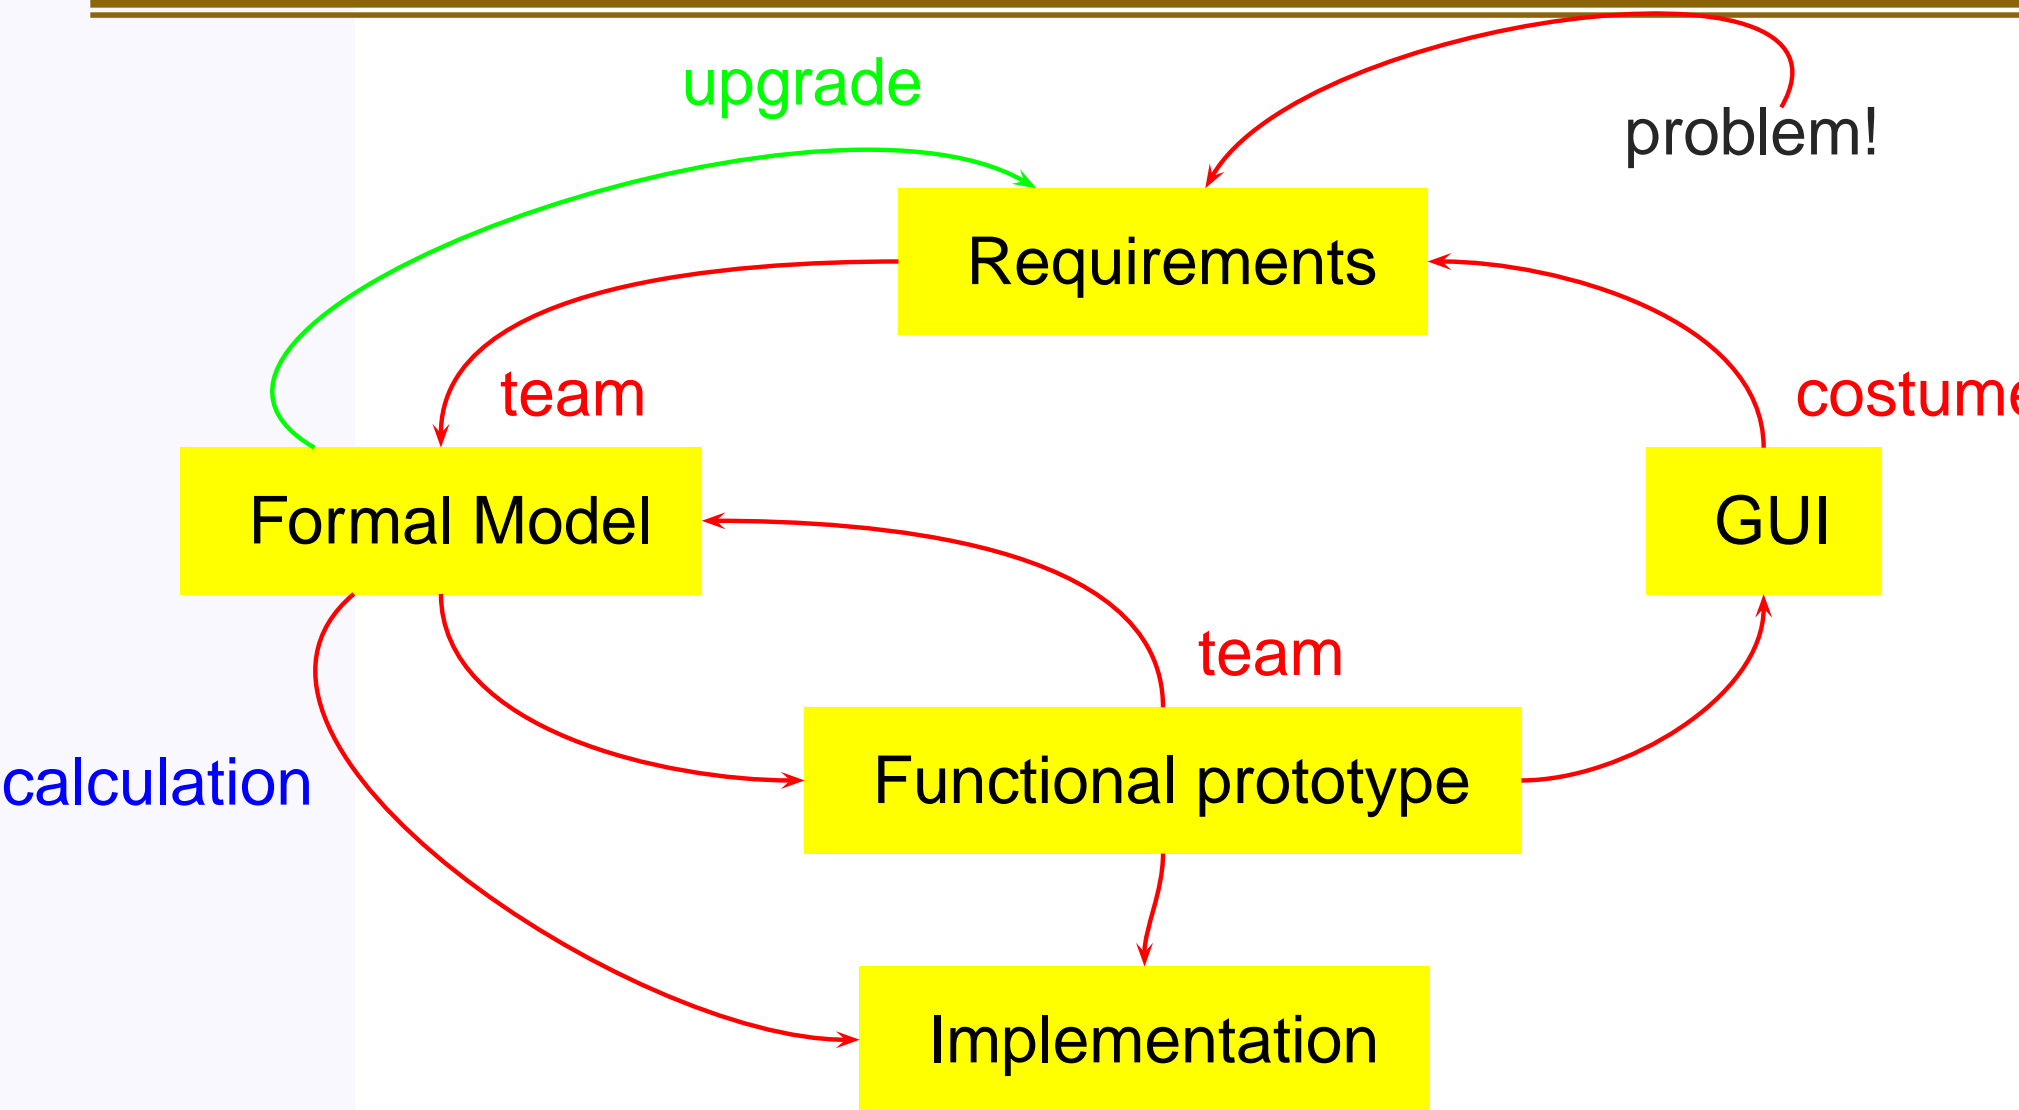 upgrade
problem!
Requirements
team
costume
Formal Model
GUI
team
calculation
Functional prototype
Implementation